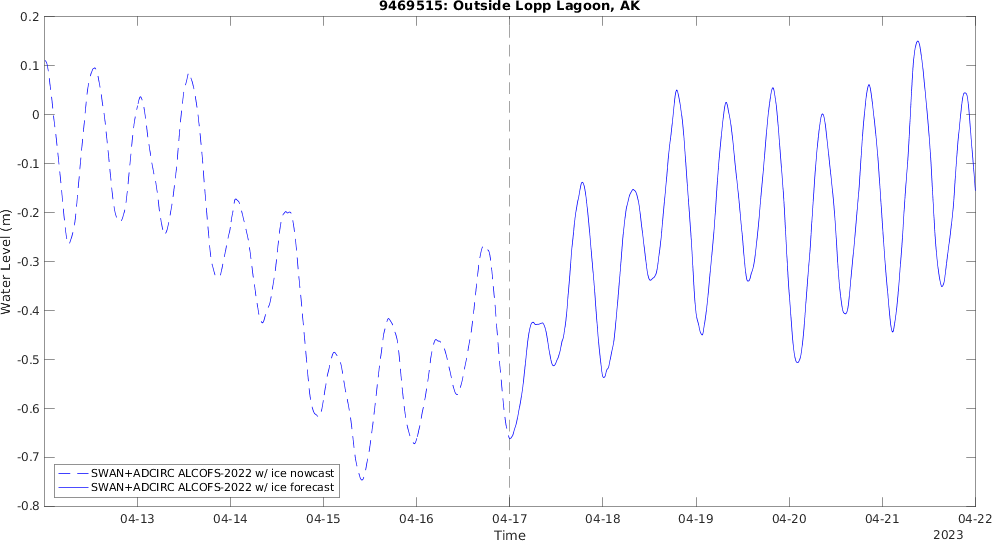 9469515: Outside Lopp Lagoon, AK
0.2
0.1
0
-0.1
-0.2
-0.3
-0.4
-0.5
-0.6
-0.7
-0.8
Water Level (m)
SWAN+ADCIRC ALCOFS-2022 w/ ice nowcast
SWAN+ADCIRC ALCOFS-2022 w/ ice forecast
04-13 04-14 04-15 04-16 04-17 04-18 04-19 04-20 04-21 04-22
Time
2023